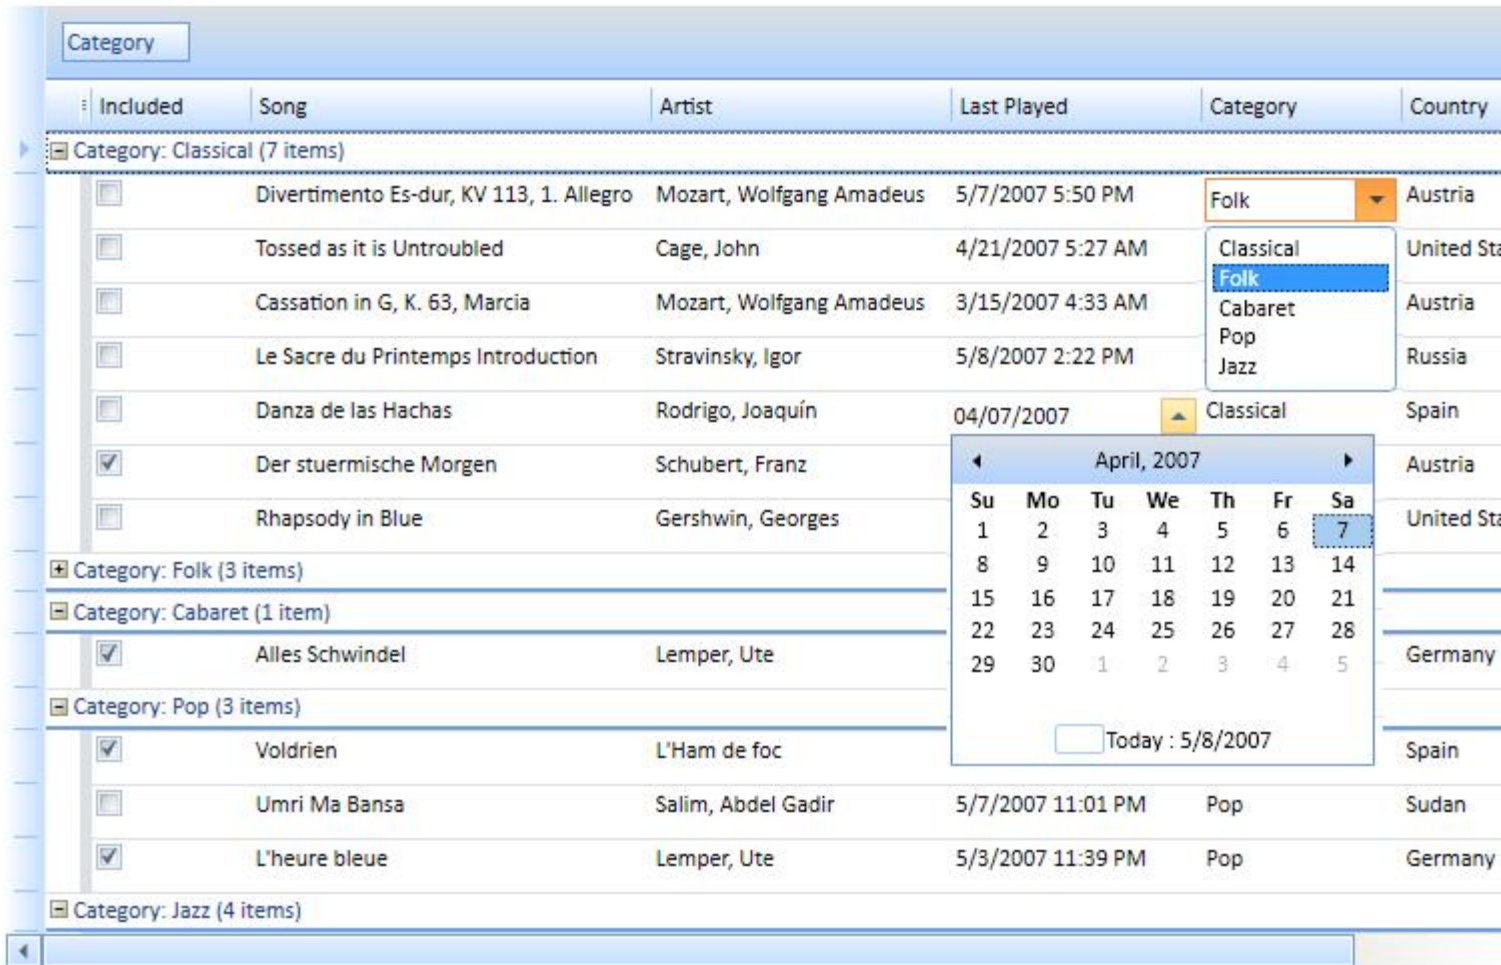 Category
Included Song Artist Last Played Category Country
Category: Classical (7 items)
Divertimento Es-dur, KV 113, 1. Allegro Mozart, Wolfgang Amadeus 5/7/2007 5:50 PM Folk Austria
Tossed as it is Untroubled Cage, John 4/21/2007 5:27 AM Classical United Sta
Folk
Cassation in G, K. 63, Marcia Mozart, Wolfgang Amadeus 3/15/2007 4:33 AM Cabaret Austria
Pop
Le Sacre du Printemps Introduction Stravinsky, Igor 5/8/2007 2:22 PM Jazz Russia
Danza de las Hachas Rodrigo, Joaquín 04/07/2007 Classical Spain
Der stuermische Morgen Schubert, Franz April, 2007 Austria
Su Mo Tu We Th Fr Sa
Rhapsody in Blue Gershwin, Georges 1 2 3 4 5 6 7 United Sta
Category: Folk (3 items) 8 9 10 11 12 13 14
Category: Cabaret (1 item) 15 16 17 18 19 20 21
22 23 24 25 26 27 28
Alles Schwindel Lemper, Ute 29 30 1 2 3 4 5 Germany
Category: Pop (3 items)
Voldrien L'Ham de foc Today : 5/8/2007 Spain
Umri Ma Bansa Salim, Abdel Gadir 5/7/2007 11:01 PM Pop Sudan
L'heure bleue Lemper, Ute 5/3/2007 11:39 PM Pop Germany
Category: Jazz (4 items)